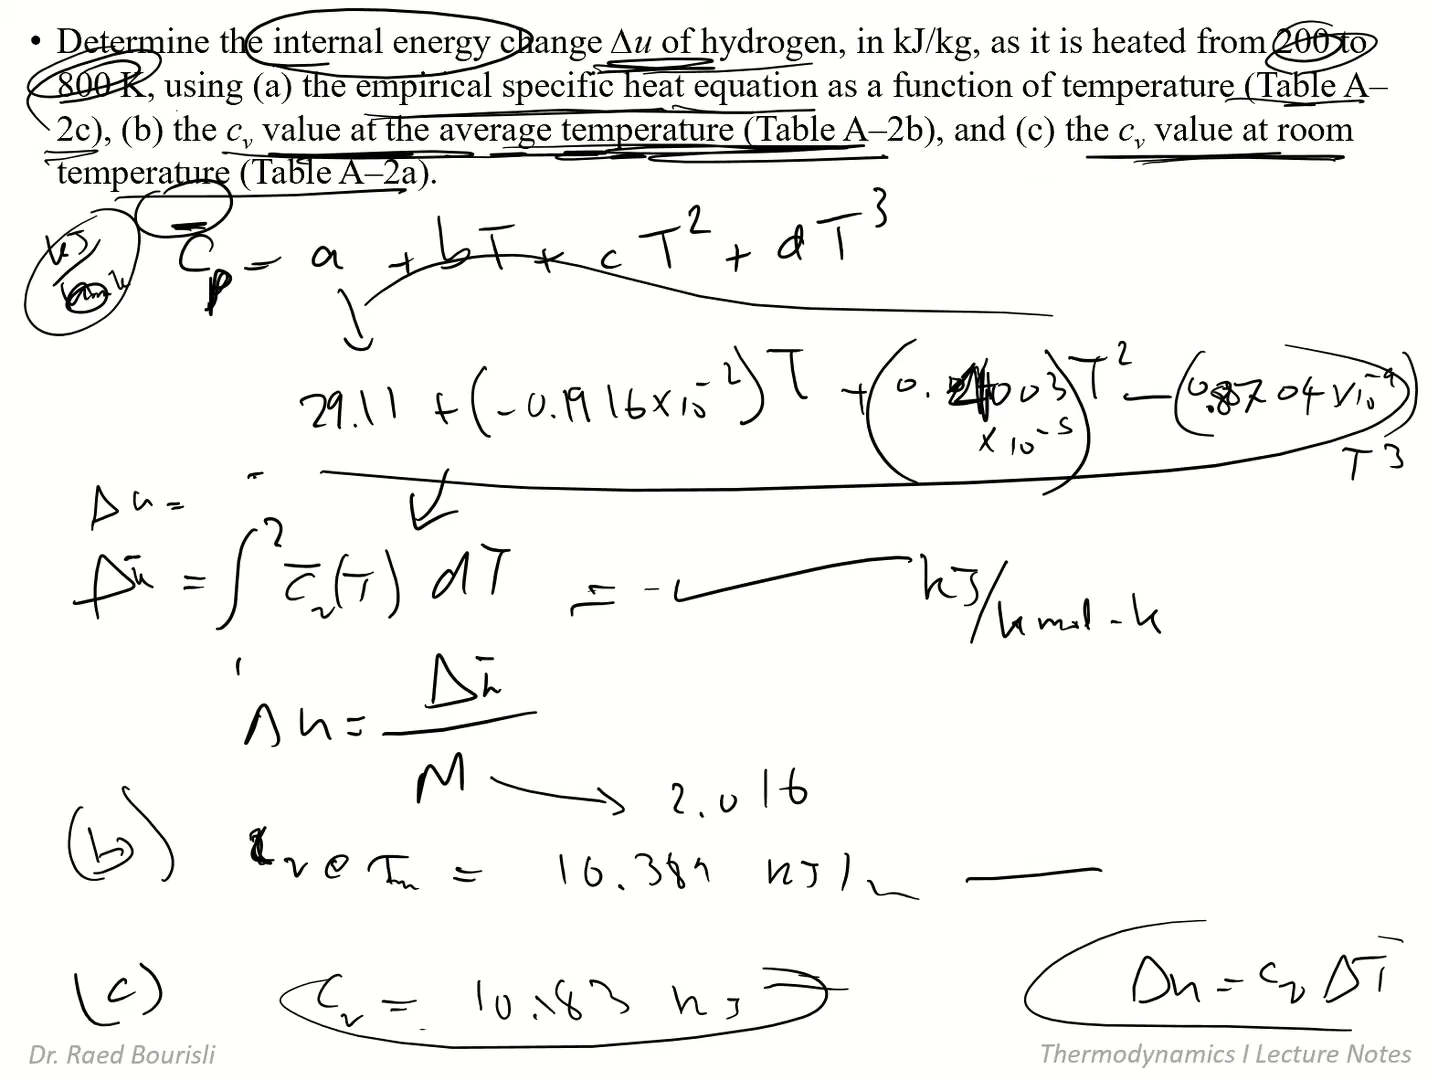 • Determine the internal energy change Δu of hydrogen, in kJ/kg, as it is heated from 200 to
800 K, using (a) the empirical specific heat equation as a function of temperature (Table A–
2c), (b) the cᵥ value at the average temperature (Table A–2b), and (c) the cᵥ value at room
temperature (Table A–2a).
kJ/
C̅p = a + bT + cT² + dT³
29.11 + (-0.1916×10⁻²)T + (0.4003 ×10⁻⁵)T² - (0.8704×10⁻⁹) T³
Δu =
Δū = ∫₁² c̅ᵥ(T) dT = - kJ/kmol-k
Δu = Δū / M → 2.016
(b) cᵥ @ Tm = 10.389 kJ/
(c) Cᵥ = 10.183 kJ
Δu = cᵥ ΔT
Dr. Raed Bourisli
Thermodynamics I Lecture Notes